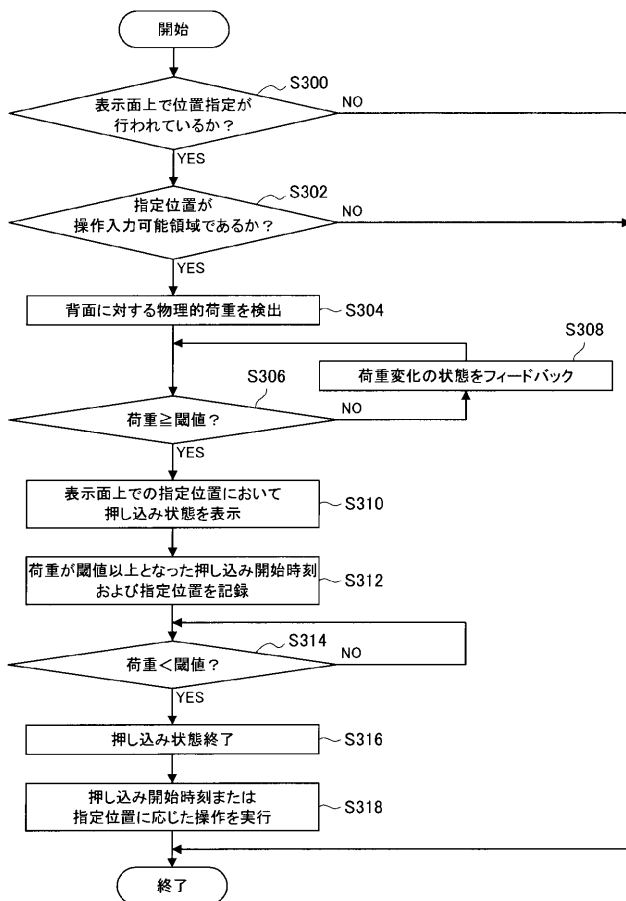 開始
S300
表示面上で位置指定が
行われているか？
NO
YES
S302
指定位置が
操作入力可能領域であるか？
NO
YES
背面に対する物理的荷重を検出
S304
S308
荷重変化の状態をフィードバック
S306
荷重≧閾値？
NO
YES
表示面上での指定位置において
押し込み状態を表示
S310
荷重が閾値以上となった押し込み開始時刻
および指定位置を記録
S312
S314
荷重＜閾値？
NO
YES
押し込み状態終了
S316
押し込み開始時刻または
指定位置に応じた操作を実行
S318
終了